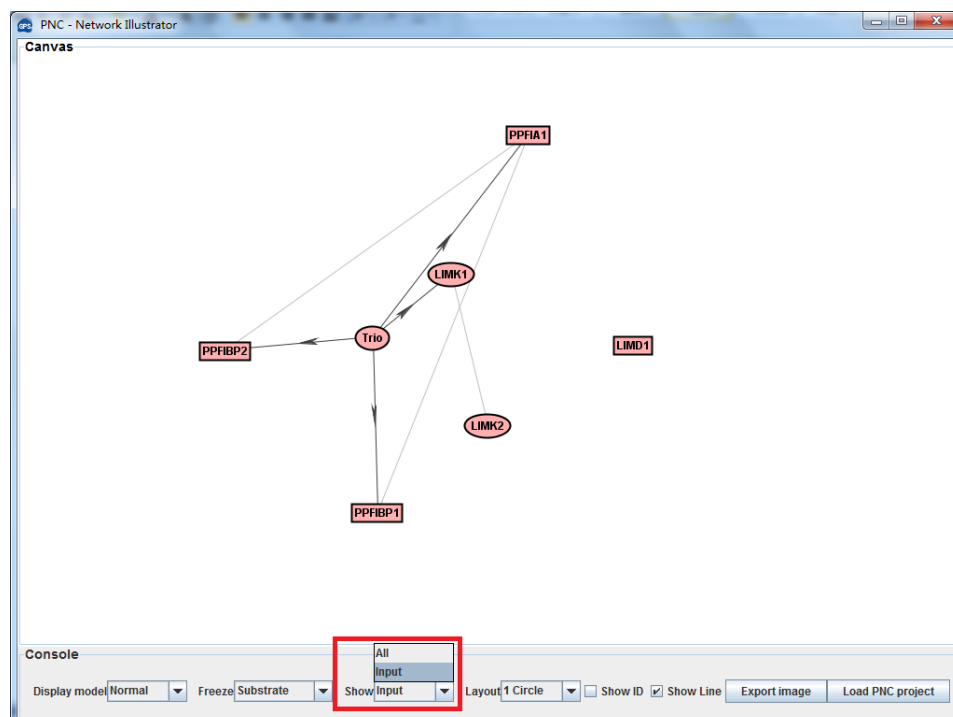 GPS PNC - Network Illustrator
Canvas
PPFIA1
LIMK1
Trio
PPFIBP2
LIMD1
LIMK2
PPFIBP1
Console
All
Input
Display model Normal Freeze Substrate Show Input Layout 1 Circle Show ID Show Line Export image Load PNC project